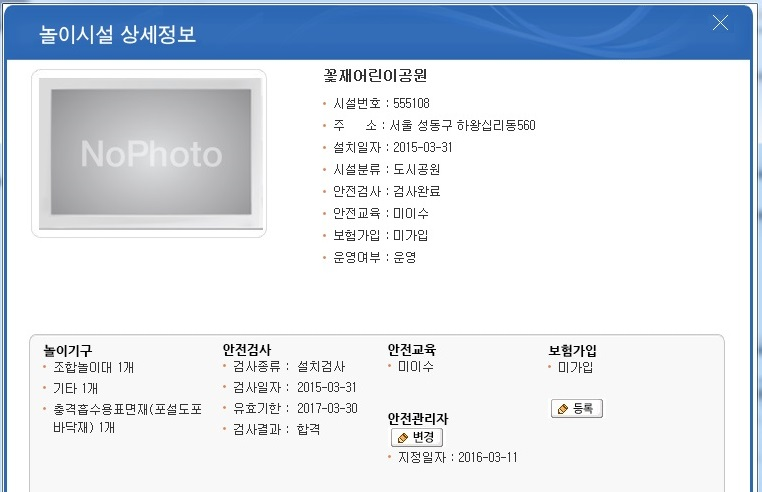 놀이시설 상세정보
NoPhoto
꽃재어린이공원
시설번호 : 555108
주 소 : 서울 성동구 하왕십리동560
설치일자 : 2015-03-31
시설분류 : 도시공원
안전검사 : 검사완료
안전교육 : 미이수
보험가입 : 미가입
운영여부 : 운영
놀이기구
조합놀이대 1개
기타 1개
충격흡수용표면재(포설도포
바닥재) 1개
안전검사
검사종류 : 설치검사
검사일자 : 2015-03-31
유효기한 : 2017-03-30
검사결과 : 합격
안전교육
미이수
안전관리자
변경
지정일자 : 2016-03-11
보험가입
미가입
등록